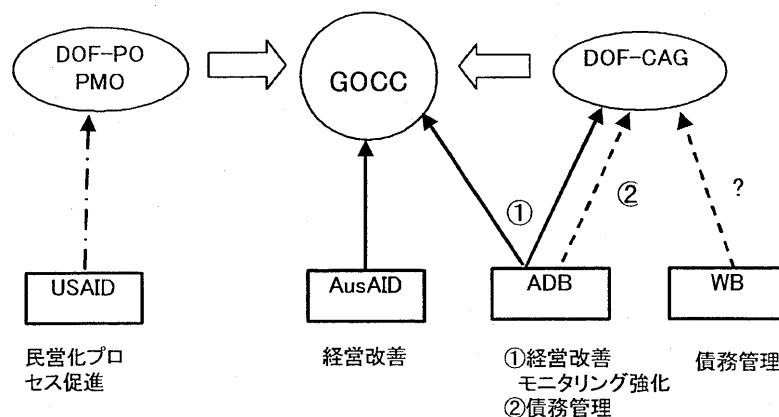 DOF-PO
PMO
GOCC
DOF-CAG
①
②
?
USAID
AusAID
ADB
WB
民営化プロ
セス促進
経営改善
①経営改善
モニタリング強化
②債務管理
債務管理